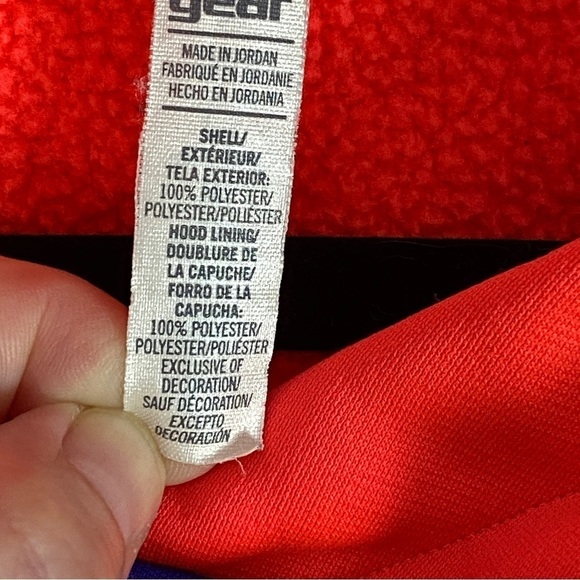 gear
MADE IN JORDAN
FABRIQUÉ EN JORDANIE
HECHO EN JORDANIA
SHELL/
EXTÉRIEUR/
TELA EXTERIOR:
100% POLYESTER/
POLYESTER/POLIÉSTER
HOOD LINING/
DOUBLURE DE
LA CAPUCHE/
FORRO DE LA
CAPUCHA:
100% POLYESTER/
POLYESTER/POLIÉSTER
EXCLUSIVE OF
DECORATION/
SAUF DÉCORATION/
EXCEPTO
DECORACIÓN